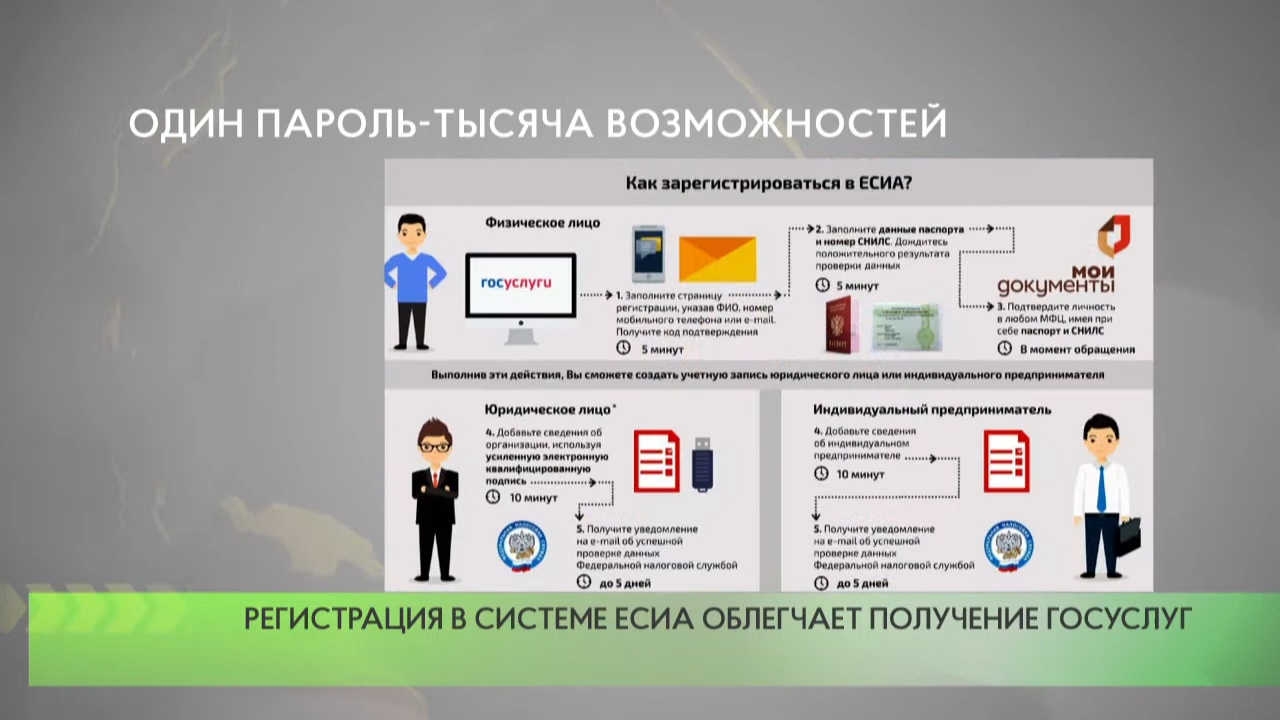 ОДИН ПАРОЛЬ-ТЫСЯЧА ВОЗМОЖНОСТЕЙ
Как зарегистрироваться в ЕСИА?
Физическое лицо
госуслуги
1. Заполните страницу
регистрации, указав ФИО, номер
мобильного телефона или e-mail.
Получите код подтверждения
5 минут
2. Заполните данные паспорта
и номер СНИЛС. Дождитесь
положительного результата
проверки данных
5 минут
мои
документы
3. Подтвердите личность
в любом МФЦ, имея при
себе паспорт и СНИЛС
В момент обращения
Выполнив эти действия, Вы сможете создать учетную запись юридического лица или индивидуального предпринимателя
Юридическое лицо*
4. Добавьте сведения об
организации, используя
усиленную электронную
квалифицированную
подпись
10 минут
5. Получите уведомление
на e-mail об успешной
проверке данных
Федеральной налоговой службой
до 5 дней
Индивидуальный предприниматель
4. Добавьте сведения
об индивидуальном
предпринимателе
10 минут
5. Получите уведомление
на e-mail об успешной
проверке данных
Федеральной налоговой службой
до 5 дней
РЕГИСТРАЦИЯ В СИСТЕМЕ ЕСИА ОБЛЕГЧАЕТ ПОЛУЧЕНИЕ ГОСУСЛУГ